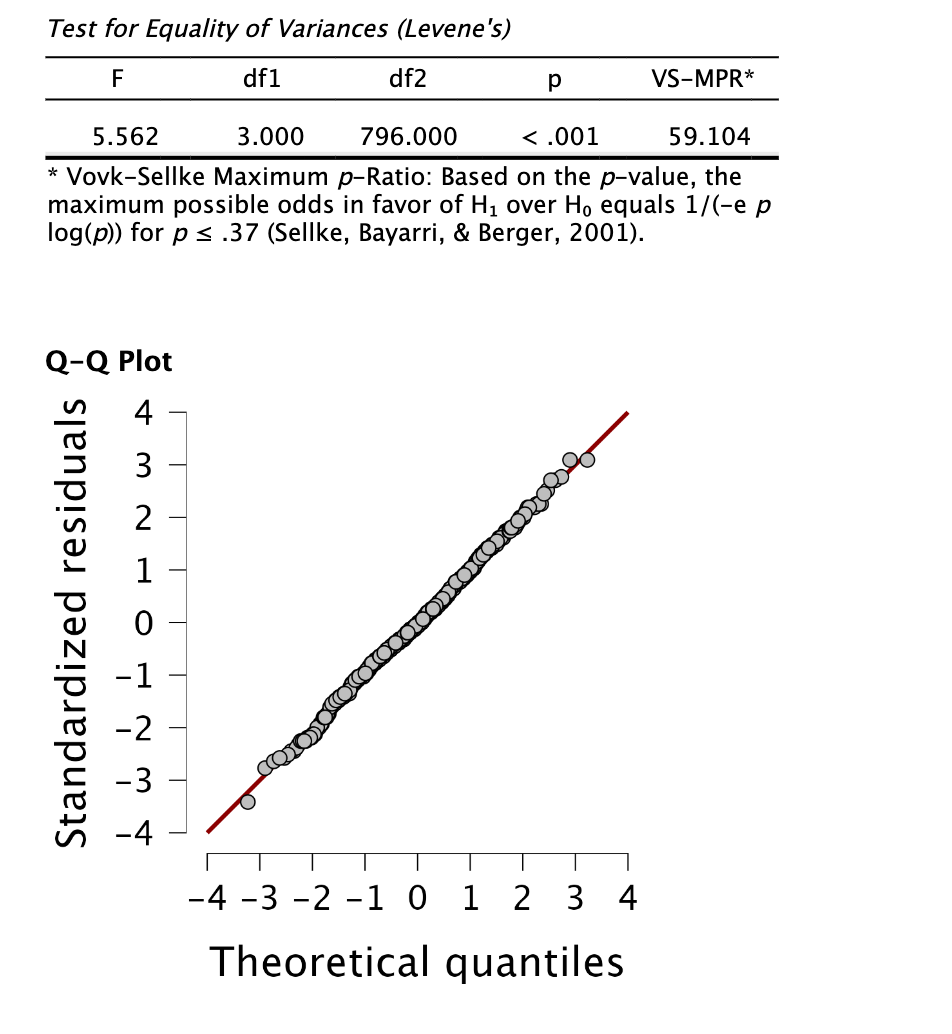 Test for Equality of Variances (Levene's)
F df1 df2 p VS-MPR*
5.562 3.000 796.000 < .001 59.104
* Vovk-Sellke Maximum p-Ratio: Based on the p-value, the
maximum possible odds in favor of H₁ over H₀ equals 1/(-e p
log(p)) for p ≤ .37 (Sellke, Bayarri, & Berger, 2001).
Q-Q Plot
Standardized residuals
4
3
2
1
0
−1
−2
−3
−4
−4 −3 −2 −1 0 1 2 3 4
Theoretical quantiles